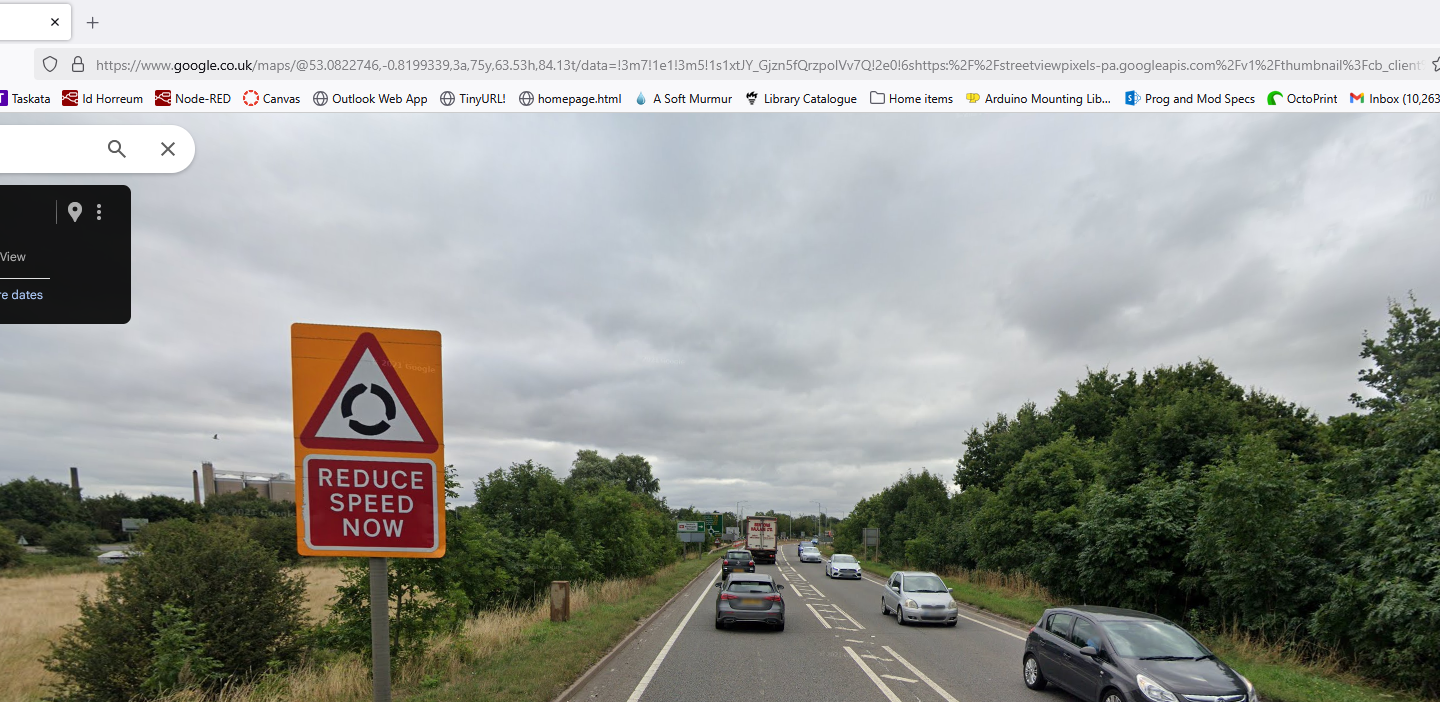 https://www.google.co.uk/maps/@53.0822746,-0.8199339,3a,75y,63.53h,84.13t/data=!3m7!1e1!3m5!1s1xtJY_Gjzn5fQrzpolVv7Q!2e0!6shttps:%2F%2Fstreetviewpixels-pa.googleapis.com%2Fv1%2Fthumbnail%3Fcb_client
Taskata Id Horreum Node-RED Canvas Outlook Web App TinyURL! homepage.html A Soft Murmur Library Catalogue Home items Arduino Mounting Lib... Prog and Mod Specs OctoPrint Inbox (10,263
View
re dates
REDUCE
SPEED
NOW